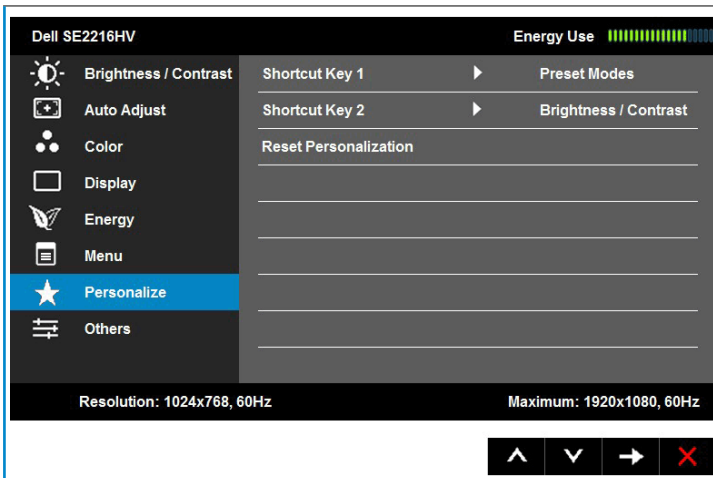 Dell SE2216HV Energy Use
Brightness / Contrast Shortcut Key 1 Preset Modes
Auto Adjust Shortcut Key 2 Brightness / Contrast
Color Reset Personalization
Display
Energy
Menu
Personalize
Others
Resolution: 1024x768, 60Hz Maximum: 1920x1080, 60Hz